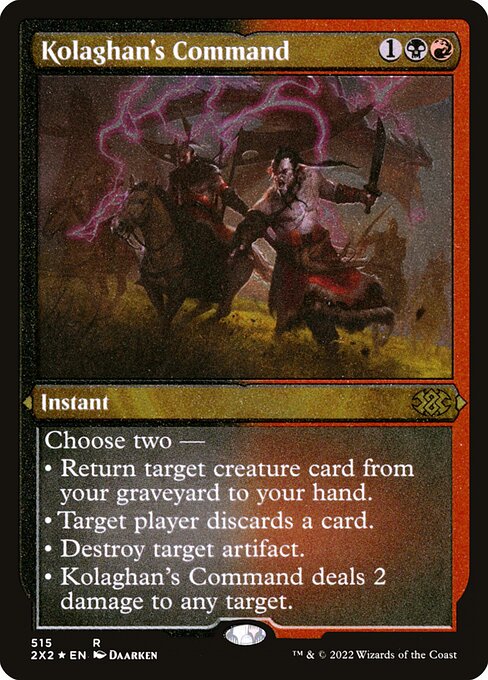 Kolaghan's Command 1
Instant
Choose two —
• Return target creature card from
your graveyard to your hand.
• Target player discards a card.
• Destroy target artifact.
• Kolaghan's Command deals 2
damage to any target.
515 R
2X2 ★ EN Daarken
™ & © 2022 Wizards of the Coast